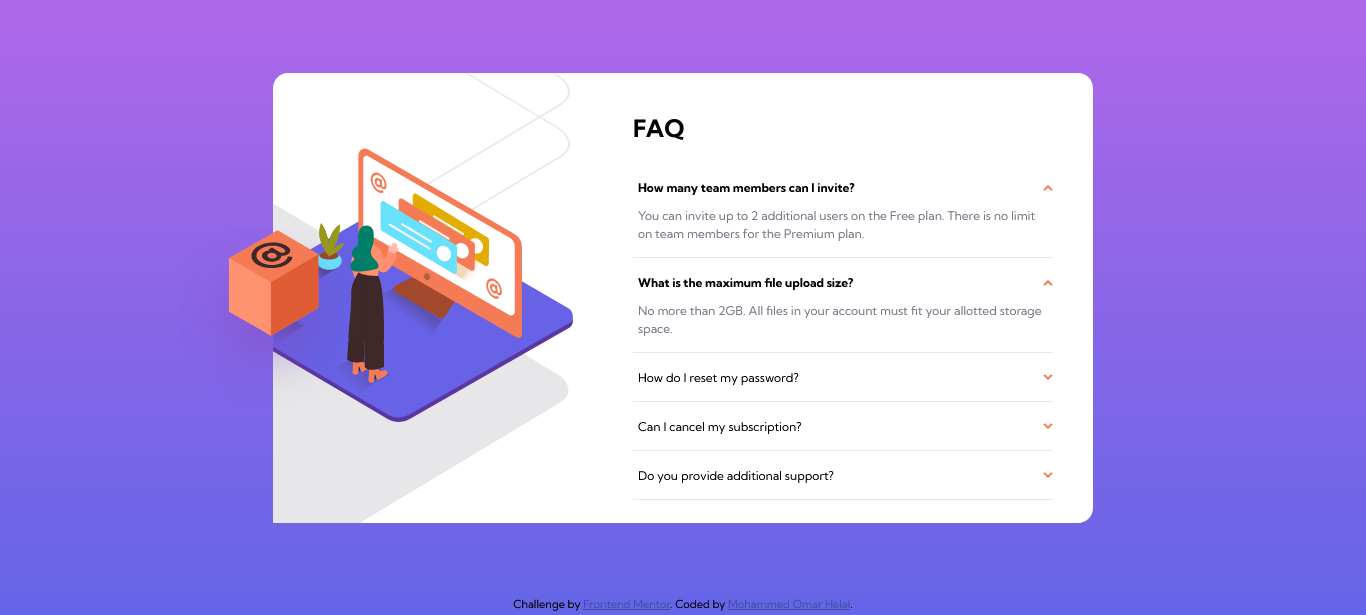 FAQ
How many team members can I invite?
You can invite up to 2 additional users on the Free plan. There is no limit
on team members for the Premium plan.
What is the maximum file upload size?
No more than 2GB. All files in your account must fit your allotted storage
space.
How do I reset my password?
Can I cancel my subscription?
Do you provide additional support?
@
@
@
Challenge by Frontend Mentor. Coded by Mohammed Omar Helal.